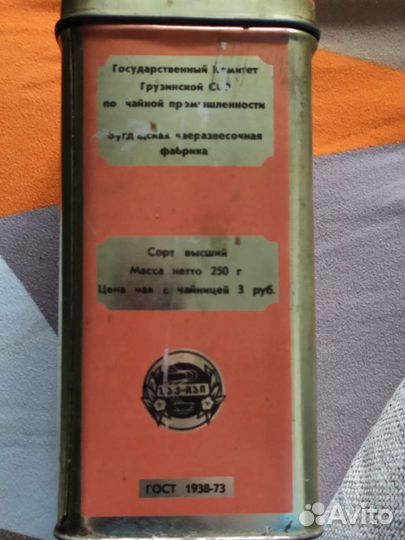 Государственный Комитет
Грузинской ССР
по чайной промышленности
чаеразвесочная
фабрика
Сорт высший
Масса нетто 250 г
Цена чая с чайницей 3 руб.
ГОСТ 1938-73
Avito